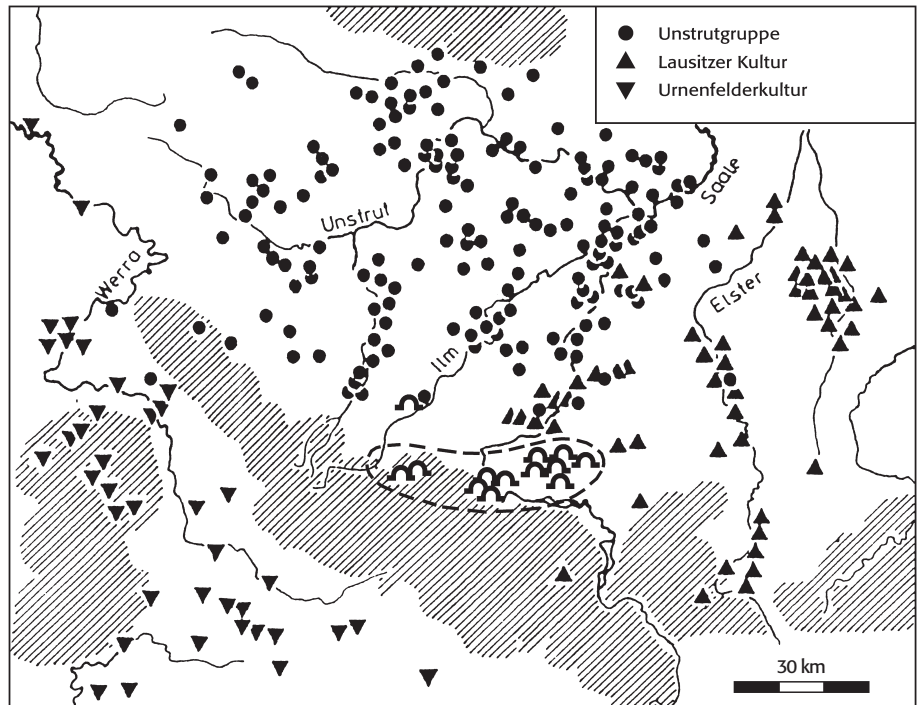 Unstrutgruppe
Lausitzer Kultur
Urnenfelderkultur
Saale
Unstrut
Werra
Elster
Ilm
30 km